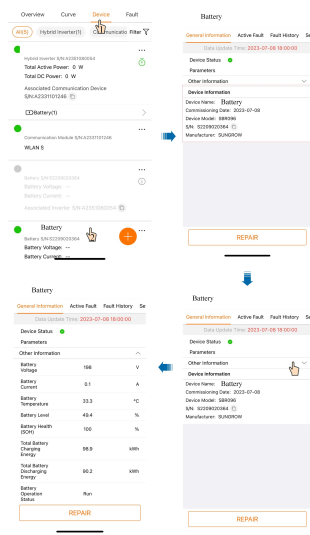 Overview Curve Device Fault
All(5) Hybrid Inverter(1) Communicatio Filter
Hybrid Inverter S/N:A2351060054
Total Active Power: 0 W
Total DC Power: 0 W
Associated Communication Device
S/N:A2331101246
Battery(1)
Communication Module S/N:A2331101246
WLAN S
Battery S/N:S2209020364
Battery Voltage: --
Battery Current: --
Battery
Battery S/N:S2209020364
Battery Voltage: --
Battery Current: --
Battery
General Information Active Fault Fault History Se
Data Update Time: 2023-07-08 18:00:00
Device Status
Parameters
Other Information
Device Information
Device Name: Battery
Commissioning Date: 2023-07-08
Device Model: SBR096
S/N: S2209020364
Manufacturer: SUNGROW
REPAIR
Battery
General Information Active Fault Fault History Se
Data Update Time: 2023-07-08 18:00:00
Device Status
Parameters
Other Information
Device Information
Device Name: Battery
Commissioning Date: 2023-07-08
Device Model: SBR096
S/N: S2209020364
Manufacturer: SUNGROW
REPAIR
Battery
General Information Active Fault Fault History Se
Data Update Time: 2023-07-08 18:00:00
Device Status
Parameters
Other Information
Battery
Voltage 198 V
Battery
Current 0.1 A
Battery
Temperature 33.3 °C
Battery Level 49.4 %
Battery Health
(SOH) 100 %
Total Battery
Charging
Energy 98.9 kWh
Total Battery
Discharging
Energy 90.2 kWh
Battery
Operation
Status Run
REPAIR